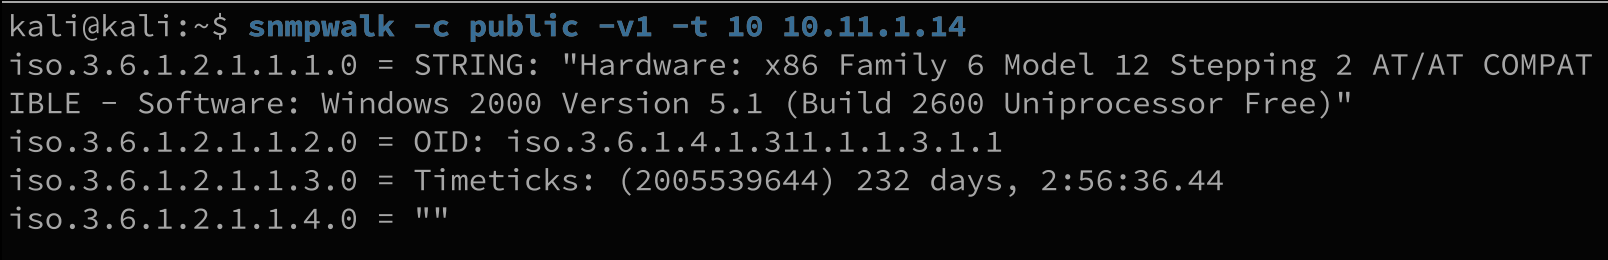 kali@kali:~$ snmpwalk -c public -v1 -t 10 10.11.1.14
iso.3.6.1.2.1.1.1.0 = STRING: "Hardware: x86 Family 6 Model 12 Stepping 2 AT/AT COMPAT
IBLE - Software: Windows 2000 Version 5.1 (Build 2600 Uniprocessor Free)"
iso.3.6.1.2.1.1.2.0 = OID: iso.3.6.1.4.1.311.1.1.3.1.1
iso.3.6.1.2.1.1.3.0 = Timeticks: (2005539644) 232 days, 2:56:36.44
iso.3.6.1.2.1.1.4.0 = ""